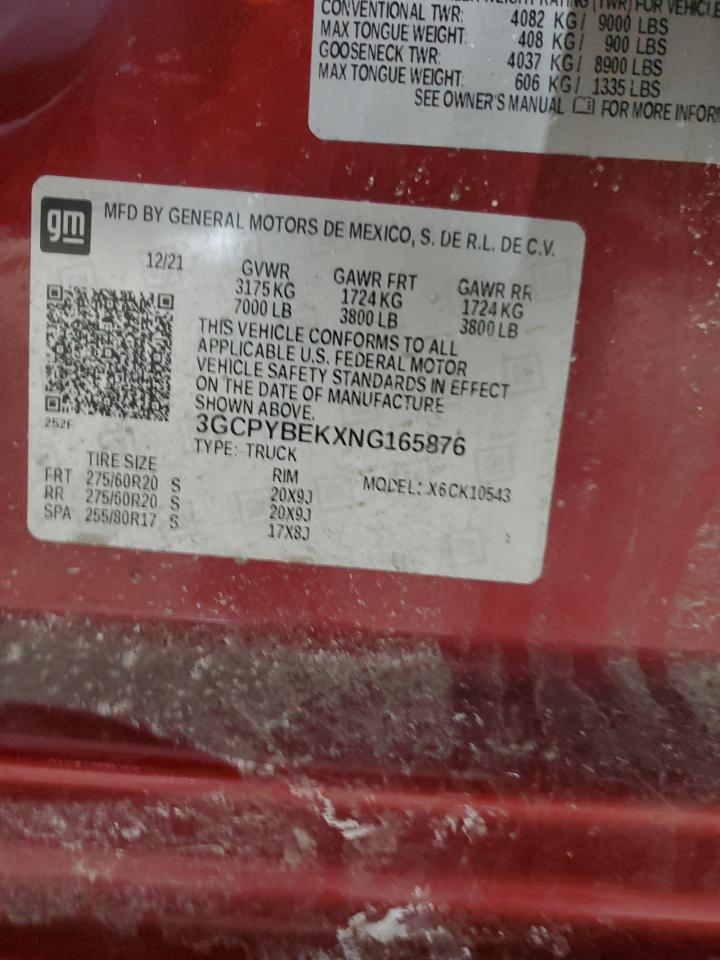 (TWR) FOR VEHICLE
CONVENTIONAL TWR: 4082 KG/ 9000 LBS
MAX TONGUE WEIGHT: 408 KG/ 900 LBS
GOOSENECK TWR: 4037 KG/ 8900 LBS
MAX TONGUE WEIGHT: 606 KG/ 1335 LBS
SEE OWNER'S MANUAL FOR MORE INFOR
gm
MFD BY GENERAL MOTORS DE MEXICO, S. DE R.L. DE C.V.
12/21 GVWR GAWR FRT GAWR RR
3175 KG 1724 KG 1724 KG
7000 LB 3800 LB 3800 LB
THIS VEHICLE CONFORMS TO ALL
APPLICABLE U.S. FEDERAL MOTOR
VEHICLE SAFETY STANDARDS IN EFFECT
ON THE DATE OF MANUFACTURE
SHOWN ABOVE.
252F
3GCPYBEKXNG165876
TYPE: TRUCK
TIRE SIZE RIM MODEL: X6CK10543
FRT 275/60R20 S 20X9J
RR 275/60R20 S 20X9J
SPA 255/80R17 S 17X8J